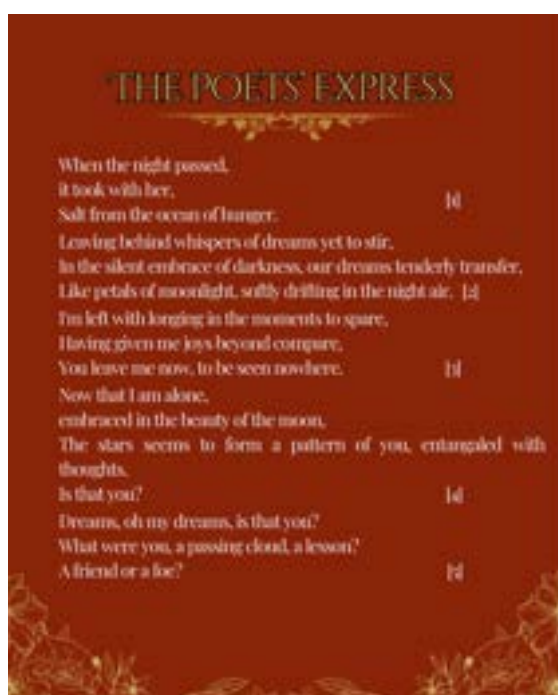 THE POETS' EXPRESS
When the night passed,
it took with her,
[1]
Salt from the ocean of hunger.
Leaving behind whispers of dreams yet to stir,
In the silent embrace of darkness, our dreams tenderly transfer,
Like petals of moonlight, softly drifting in the night air. [2]
I'm left with longing in the moments to spare,
Having given me joys beyond compare,
You leave me now, to be seen nowhere. [3]
Now that I am alone,
embraced in the beauty of the moon,
The stars seems to form a pattern of you, entangaled with
thoughts.
Is that you? [4]
Dreams, oh my dreams, is that you?
What were you, a passing cloud, a lesson?
A friend or a foe? [5]